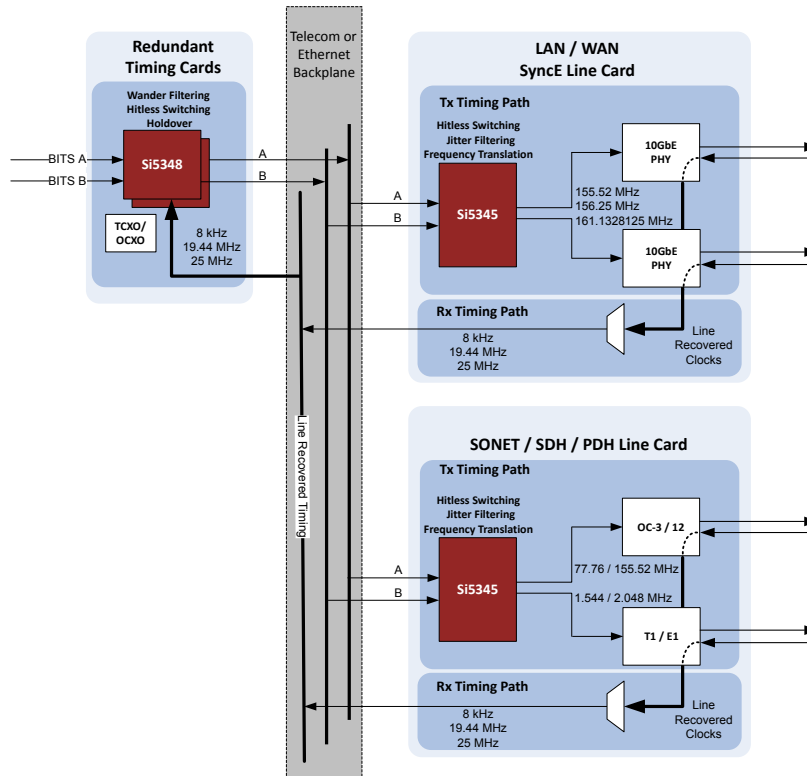 Redundant
Timing Cards
Wander Filtering
Hitless Switching
Holdover
Si5348
BITS A
BITS B
A
B
TCXO/
OCXO
8 kHz
19.44 MHz
25 MHz
Telecom or
Ethernet
Backplane
Line Recovered Timing
LAN / WAN
SyncE Line Card
Tx Timing Path
Hitless Switching
Jitter Filtering
Frequency Translation
A
B
Si5345
155.52 MHz
156.25 MHz
161.1328125 MHz
10GbE
PHY
10GbE
PHY
Rx Timing Path
8 kHz
19.44 MHz
25 MHz
Line
Recovered
Clocks
SONET / SDH / PDH Line Card
Tx Timing Path
Hitless Switching
Jitter Filtering
Frequency Translation
A
B
Si5345
77.76 / 155.52 MHz
1.544 / 2.048 MHz
OC-3 / 12
T1 / E1
Rx Timing Path
8 kHz
19.44 MHz
25 MHz
Line
Recovered
Clocks